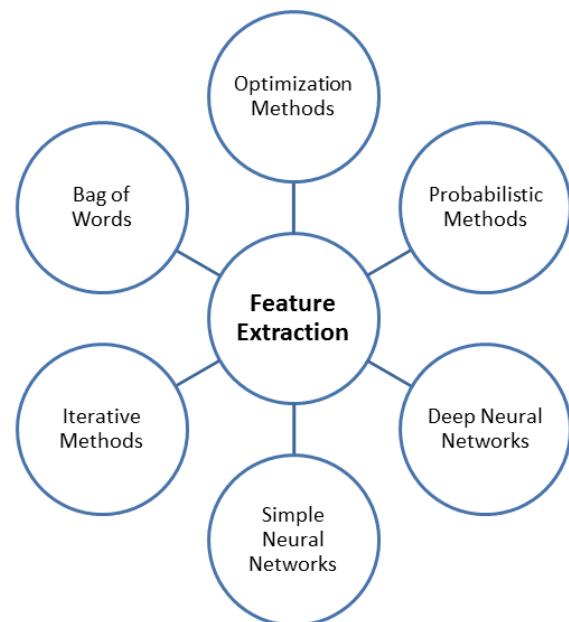 Optimization
Methods
Bag of
Words
Probabilistic
Methods
Feature
Extraction
Iterative
Methods
Deep Neural
Networks
Simple
Neural
Networks